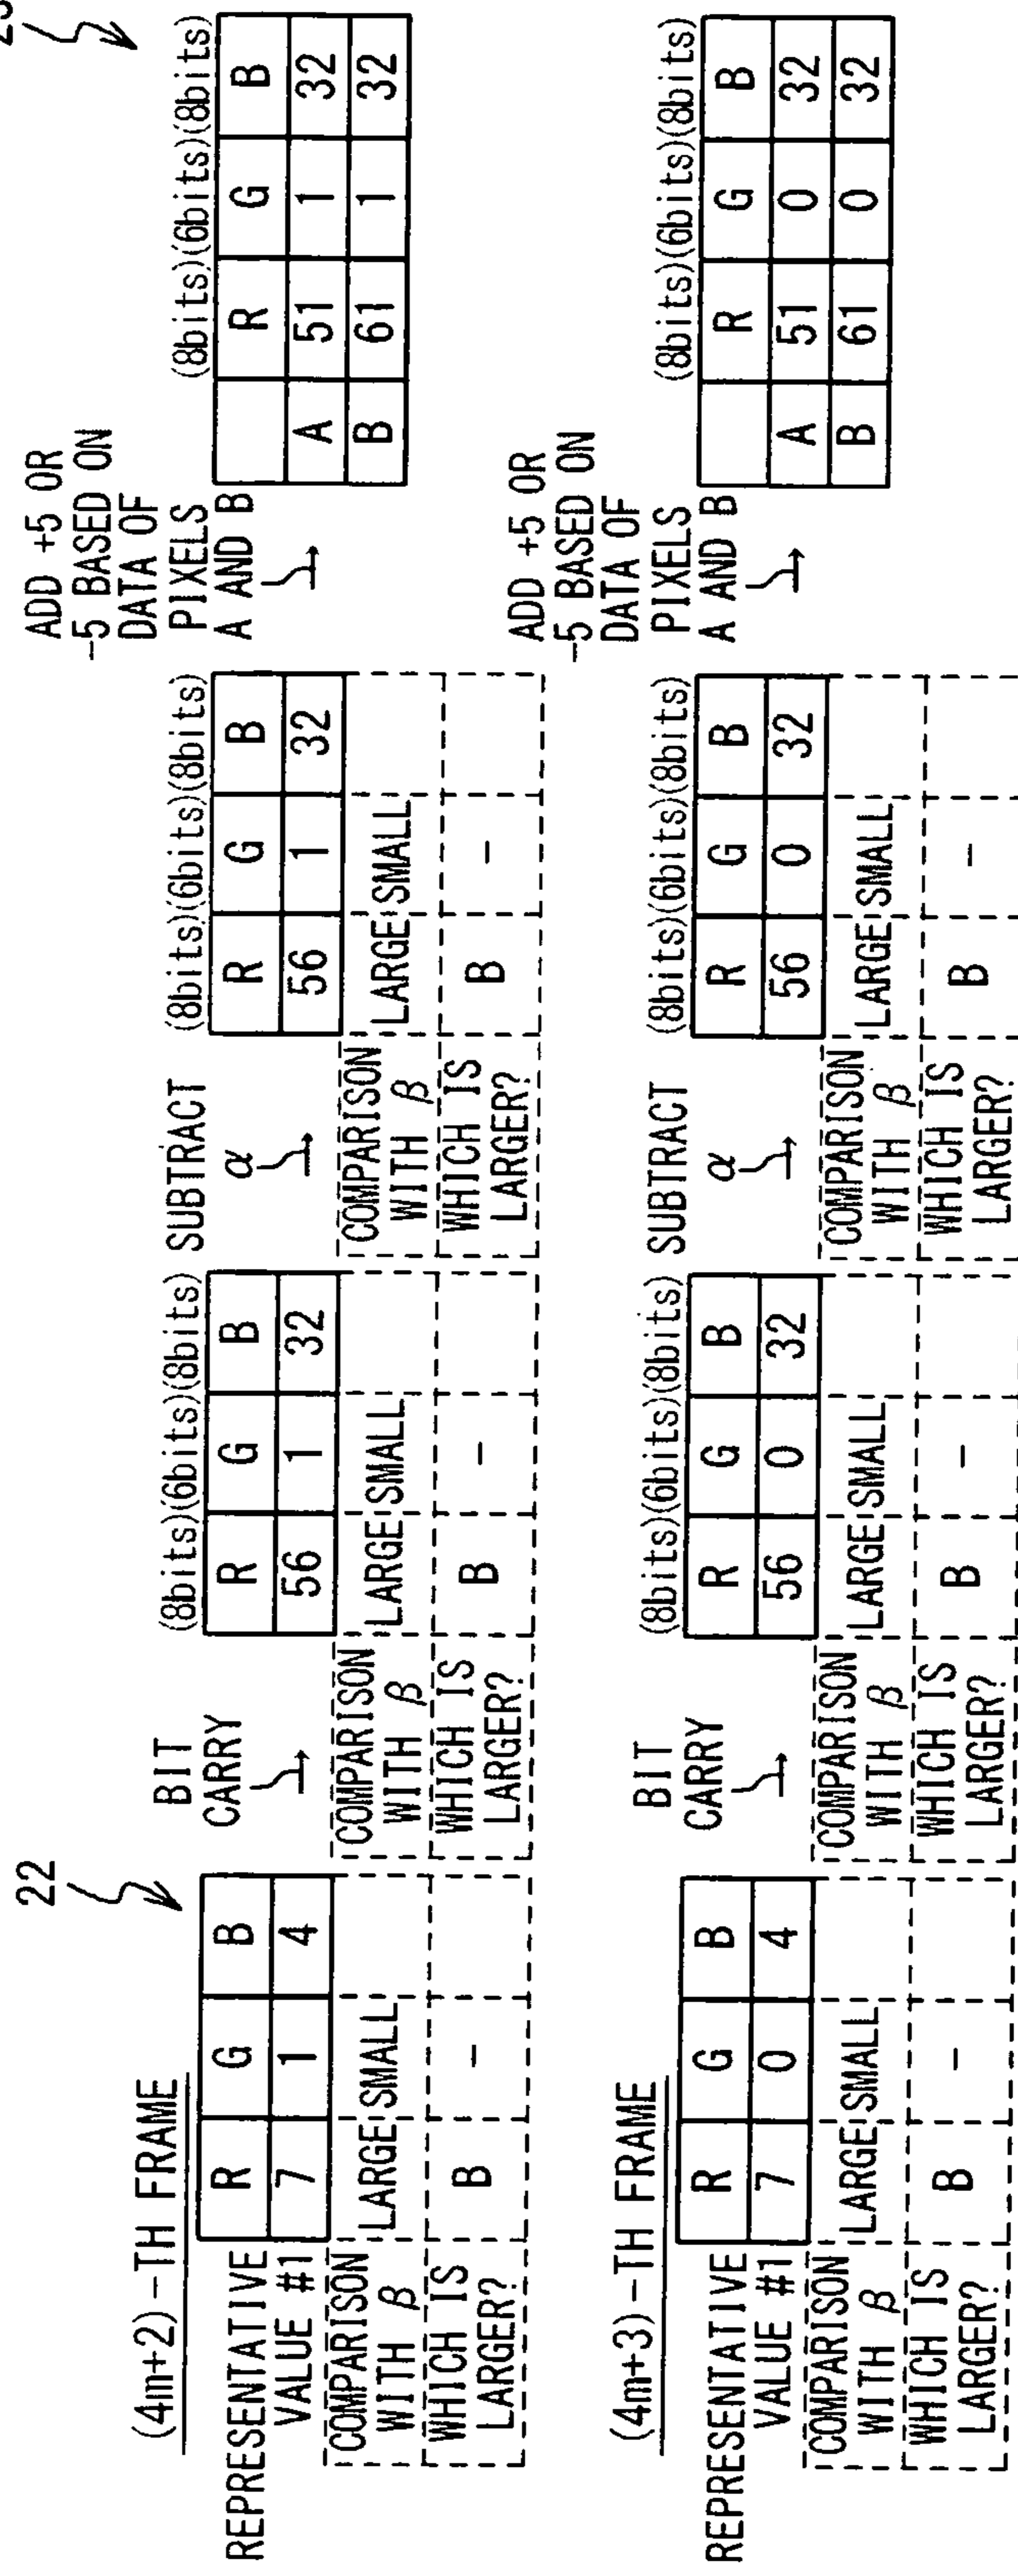 22
(4m+2)-TH FRAME
REPRESENTATIVE
VALUE #1
R G B
7 1 4
COMPARISON
WITH β
LARGE SMALL
WHICH IS
LARGER?
B –
BIT
CARRY
(8bits)(6bits)(8bits)
R G B
56 1 32
COMPARISON
WITH β
LARGE SMALL
WHICH IS
LARGER?
B –
SUBTRACT
α
(8bits)(6bits)(8bits)
R G B
56 1 32
COMPARISON
WITH β
LARGE SMALL
WHICH IS
LARGER?
B –
ADD +5 OR
-5 BASED ON
DATA OF
PIXELS
A AND B
(8bits)(6bits)(8bits)
R G B
A 51 1 32
B 61 1 32
(4m+3)-TH FRAME
REPRESENTATIVE
VALUE #1
R G B
7 0 4
COMPARISON
WITH β
LARGE SMALL
WHICH IS
LARGER?
B –
BIT
CARRY
(8bits)(6bits)(8bits)
R G B
56 0 32
COMPARISON
WITH β
LARGE SMALL
WHICH IS
LARGER?
B –
SUBTRACT
α
(8bits)(6bits)(8bits)
R G B
56 0 32
COMPARISON
WITH β
LARGE SMALL
WHICH IS
LARGER?
B –
ADD +5 OR
-5 BASED ON
DATA OF
PIXELS
A AND B
(8bits)(6bits)(8bits)
R G B
A 51 0 32
B 61 0 32